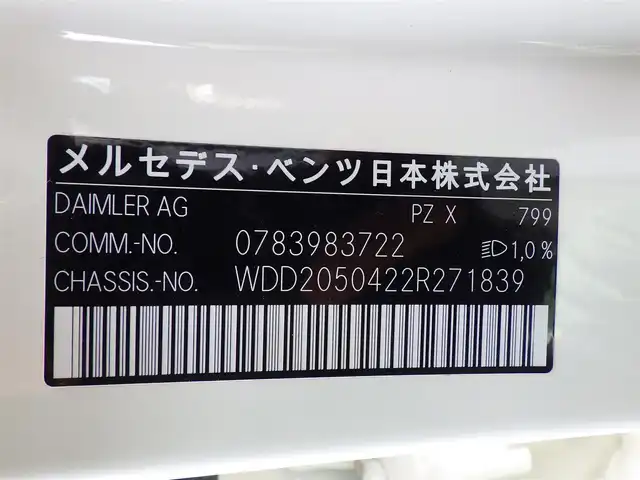 メルセデス・ベンツ日本株式会社
DAIMLER AG PZ X 799
COMM.-NO. 0783983722 1,0%
CHASSIS.-NO. WDD2050422R271839